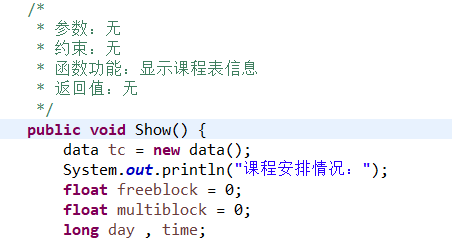 /*
* 参数：无
* 约束：无
* 函数功能：显示课程表信息
* 返回值：无
*/
public void Show() {
data tc = new data();
System.out.println("课程安排情况：");
float freeblock = 0;
float multiblock = 0;
long day , time;